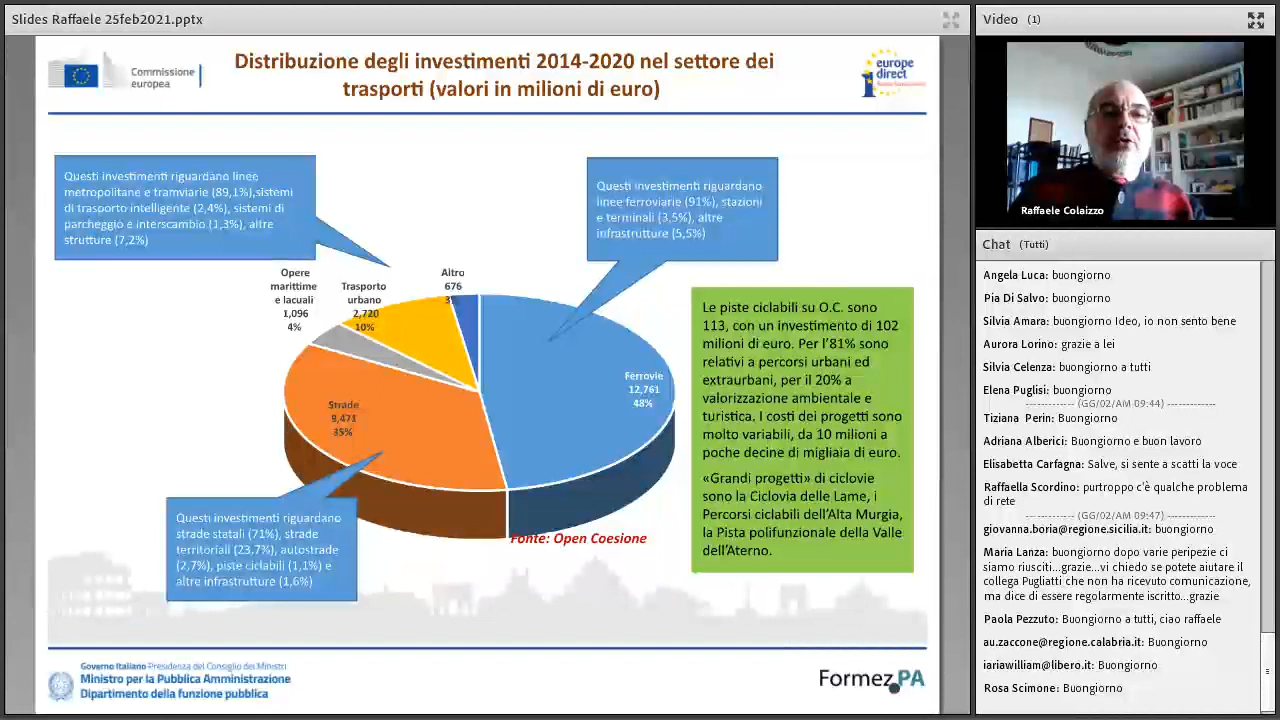 Slides Raffaele 25feb2021.pptx
Commissione
europea
Distribuzione degli investimenti 2014-2020 nel settore dei
trasporti (valori in milioni di euro)
europe
direct
Questi investimenti riguardano linee
metropolitane e tramviarie (89,1%),sistemi
di trasporto intelligente (2,4%), sistemi di
parcheggio e interscambio (1,3%), altre
strutture (7,2%)
Questi investimenti riguardano
linee ferroviarie (91%), stazioni
e terminali (3,5%), altre
infrastrutture (5,5%)
Opere
marittime
e lacuali
1,096
4%
Trasporto
urbano
2,720
10%
Altro
676
3%
Ferrovie
12,761
48%
Strade
9,471
35%
Questi investimenti riguardano
strade statali (71%), strade
territoriali (23,7%), autostrade
(2,7%), piste ciclabili (1,1%) e
altre infrastrutture (1,6%)
Fonte: Open Coesione
Le piste ciclabili su O.C. sono
113, con un investimento di 102
milioni di euro. Per l'81% sono
relativi a percorsi urbani ed
extraurbani, per il 20% a
valorizzazione ambientale e
turistica. I costi dei progetti sono
molto variabili, da 10 milioni a
poche decine di migliaia di euro.
«Grandi progetti» di ciclovie
sono la Ciclovia delle Lame, i
Percorsi ciclabili dell'Alta Murgia,
la Pista polifunzionale della Valle
dell'Aterno.
Governo Italiano Presidenza del Consiglio dei Ministri
Ministro per la Pubblica Amministrazione
Dipartimento della funzione pubblica
Formez PA
Video (1)
Raffaele Colaizzo
Chat (Tutti)
Angela Luca: buongiorno
Pia Di Salvo: buongiorno
Silvia Amara: buongiorno Ideo, io non sento bene
Aurora Lorino: grazie a lei
Silvia Celenza: buongiorno a tutti
Elena Puglisi: buongiorno
------------- (GG/02/AM 09:44) -------------
Tiziana Perin: Buongiorno
Adriana Alberici: Buongiorno e buon lavoro
Elisabetta Carfagna: Salve, si sente a scatti la voce
Raffaella Scordino: purtroppo c'è qualche problema
di rete
------------- (GG/02/AM 09:47) -------------
giovanna.boria@regione.sicilia.it: buongiorno
Maria Lanza: buongiorno dopo varie peripezie ci
siamo riusciti...grazie...vi chiedo se potete aiutare il
collega Pugliatti che non ha ricevuto comunicazione,
ma dice di essere regolarmente iscritto...grazie
Paola Pezzuto: Buongiorno a tutti, ciao raffaele
au.zaccone@regione.calabria.it: Buongiorno
iariawilliam@libero.it: Buongiorno
Rosa Scimone: Buongiorno